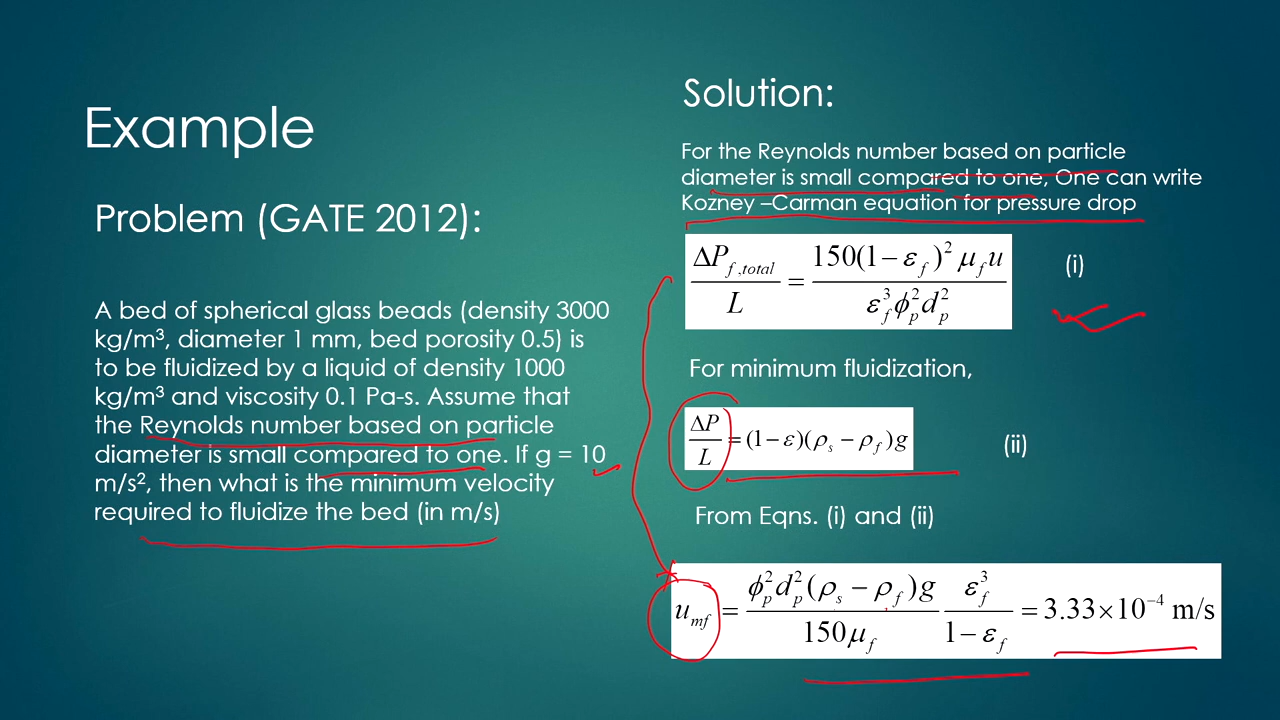 Example
Problem (GATE 2012):
A bed of spherical glass beads (density 3000
kg/m³, diameter 1 mm, bed porosity 0.5) is
to be fluidized by a liquid of density 1000
kg/m³ and viscosity 0.1 Pa-s. Assume that
the Reynolds number based on particle
diameter is small compared to one. If g = 10
m/s², then what is the minimum velocity
required to fluidize the bed (in m/s)
Solution:
For the Reynolds number based on particle
diameter is small compared to one, One can write
Kozney –Carman equation for pressure drop
ΔP_{f,total} / L = 150(1−ε_f)² μ_f u / ε_f³ φ_p² d_p² (i)
For minimum fluidization,
ΔP / L = (1−ε)(ρ_s − ρ_f)g (ii)
From Eqns. (i) and (ii)
u_{mf} = φ_p² d_p² (ρ_s − ρ_f)g / 150μ_f ε_f³ / 1−ε_f = 3.33×10⁻⁴ m/s